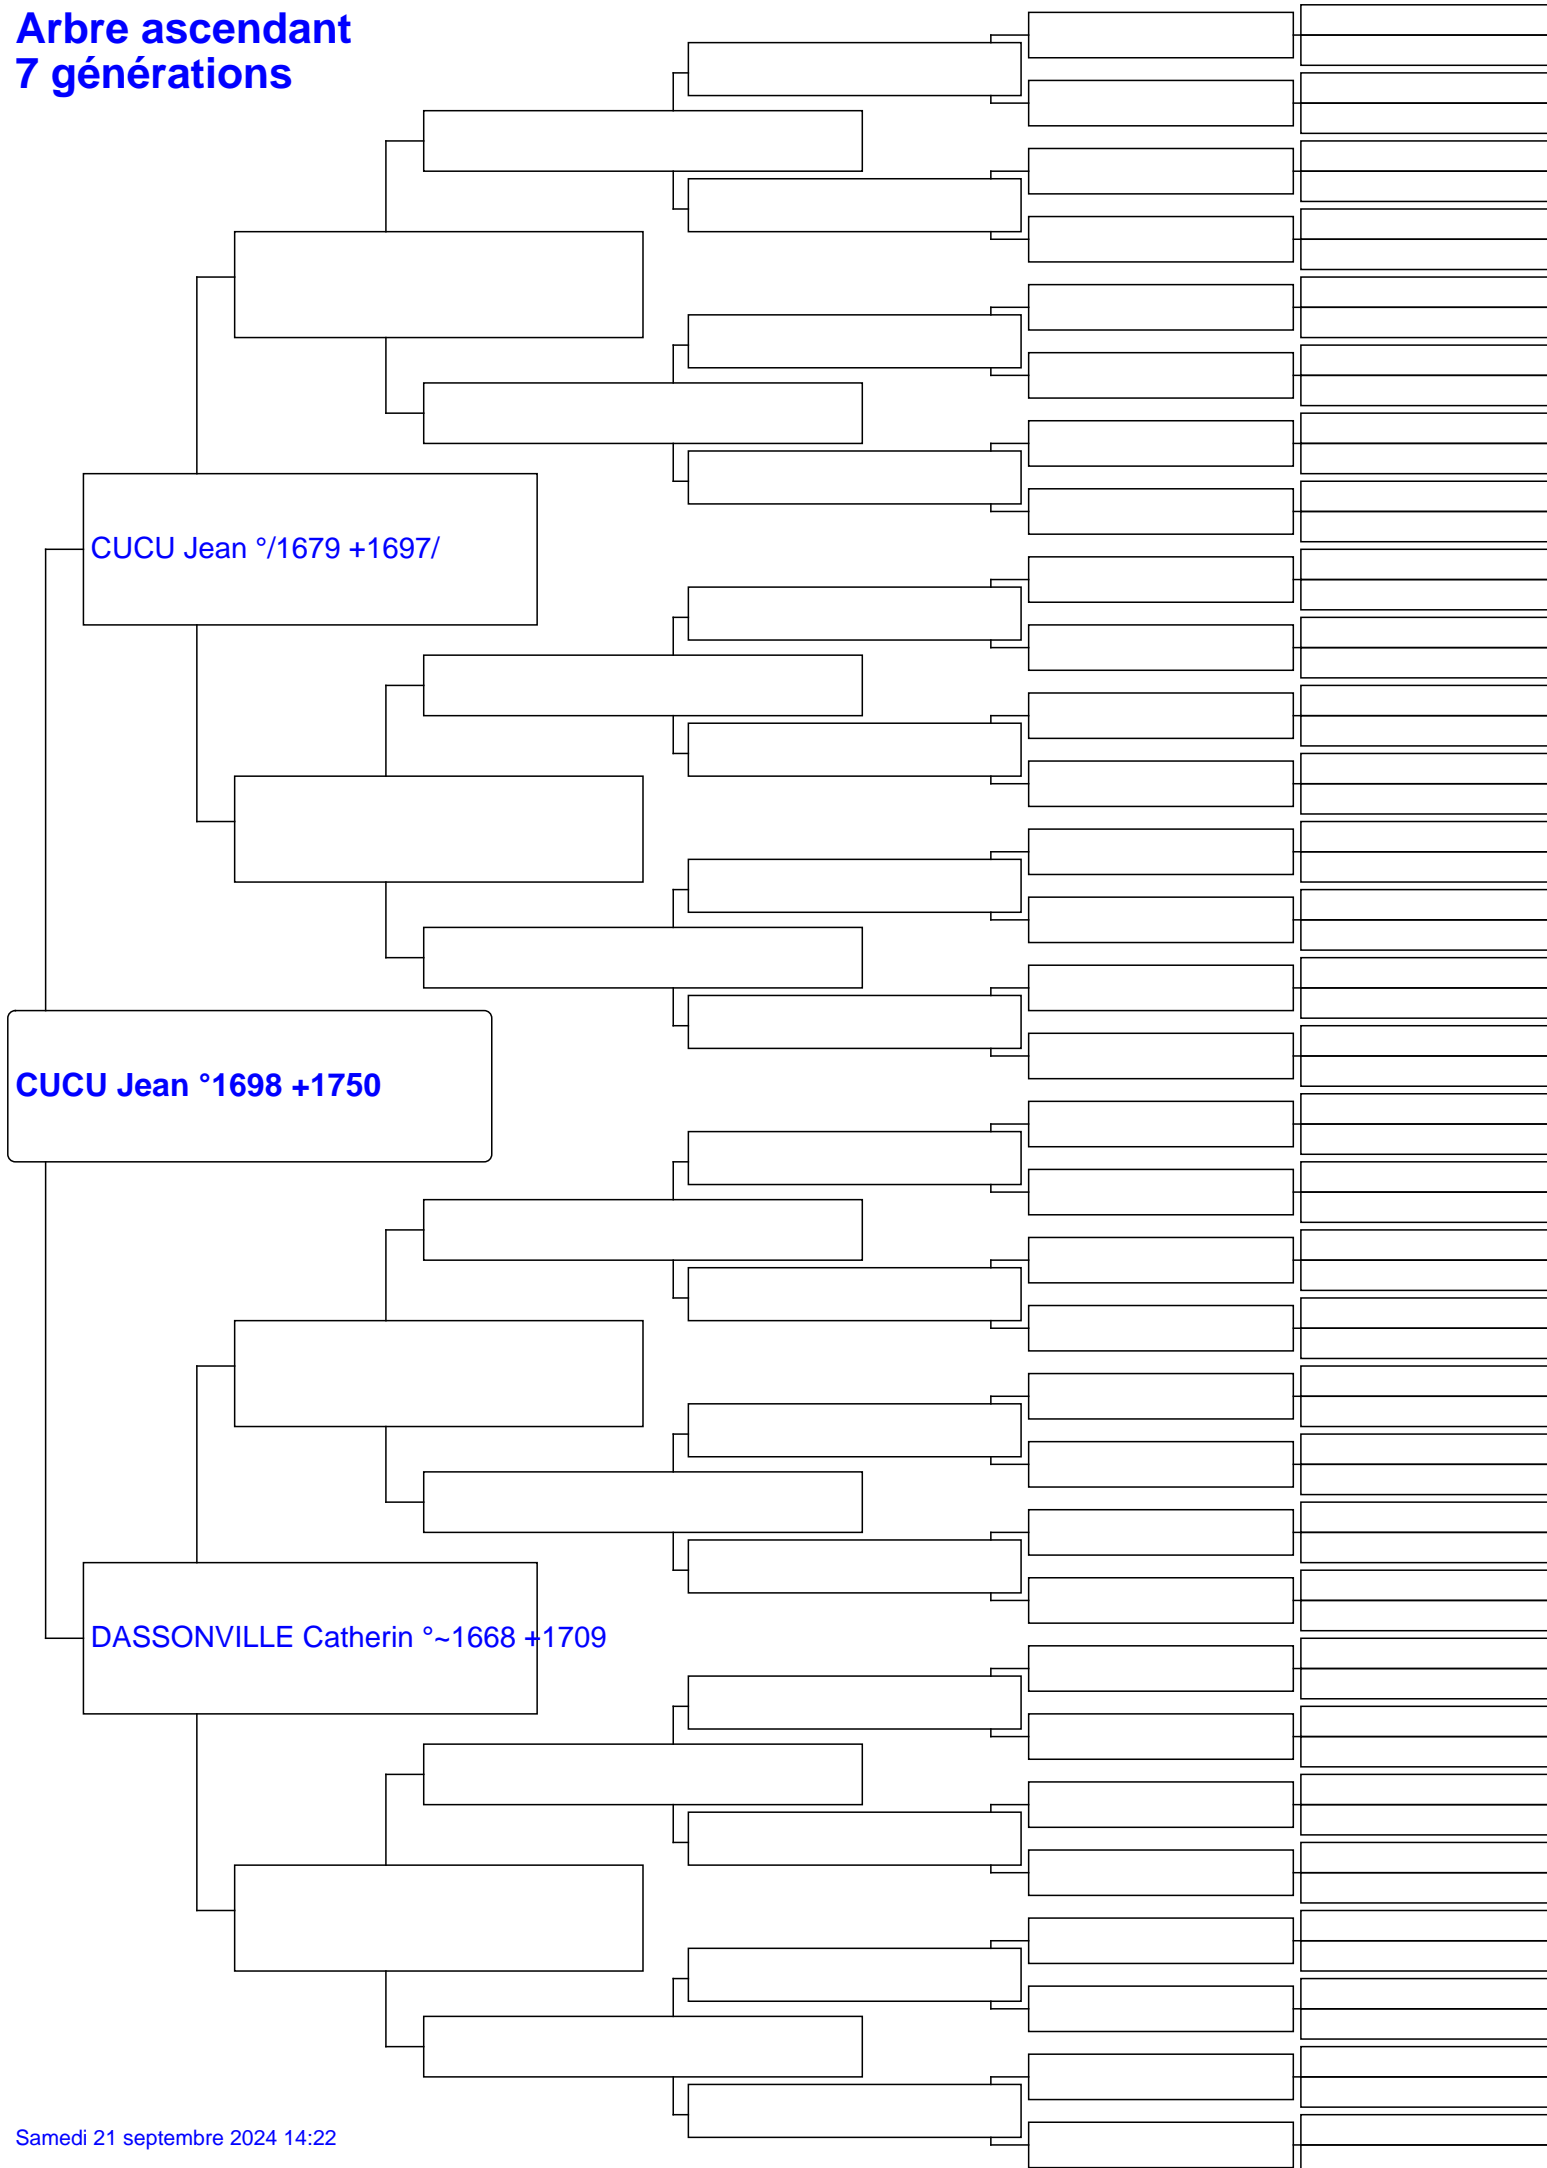 Arbre ascendant
7 générations
CUCU Jean °/1679 +1697/
CUCU Jean °1698 +1750
DASSONVILLE Catherin °~1668 +1709
Samedi 21 septembre 2024 14:22